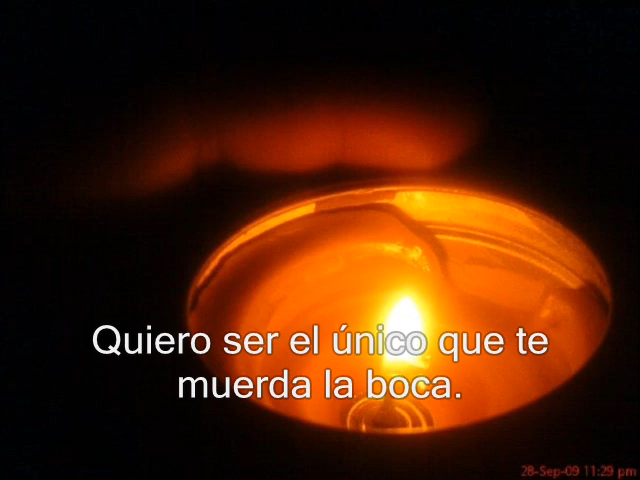 Quiero ser el único que te
muerda la boca.
28-Sep-09 11:29 pm